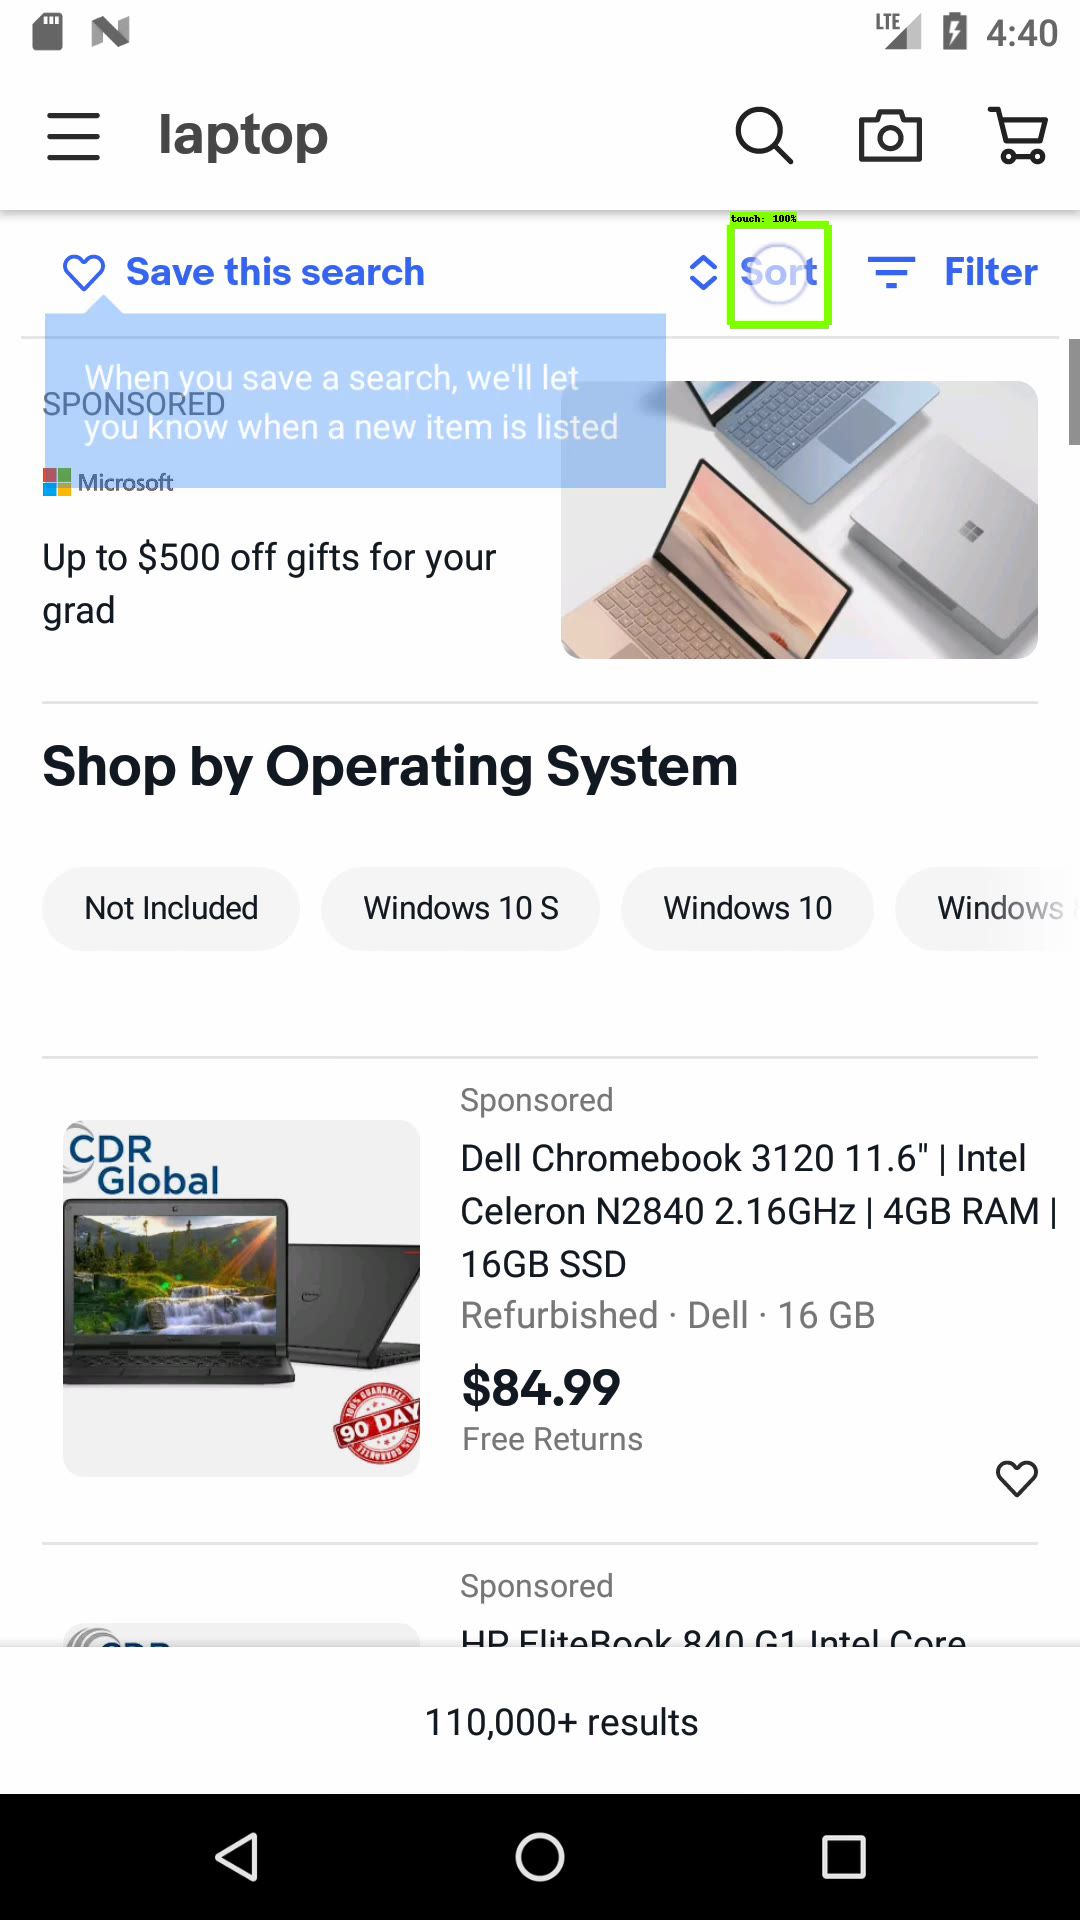 LTE 4:40
laptop
touch: 100%
Save this search
Sort
Filter
When you save a search, we'll let
you know when a new item is listed
SPONSORED
Microsoft
Up to $500 off gifts for your
grad
Shop by Operating System
Not Included
Windows 10 S
Windows 10
Windows
Sponsored
Dell Chromebook 3120 11.6" | Intel
Celeron N2840 2.16GHz | 4GB RAM |
16GB SSD
Refurbished · Dell · 16 GB
$84.99
Free Returns
CDR
Global
100% GUARANTEE
90 DAY
Sponsored
HP EliteBook 840 G1 Intel Core
CDR
110,000+ results